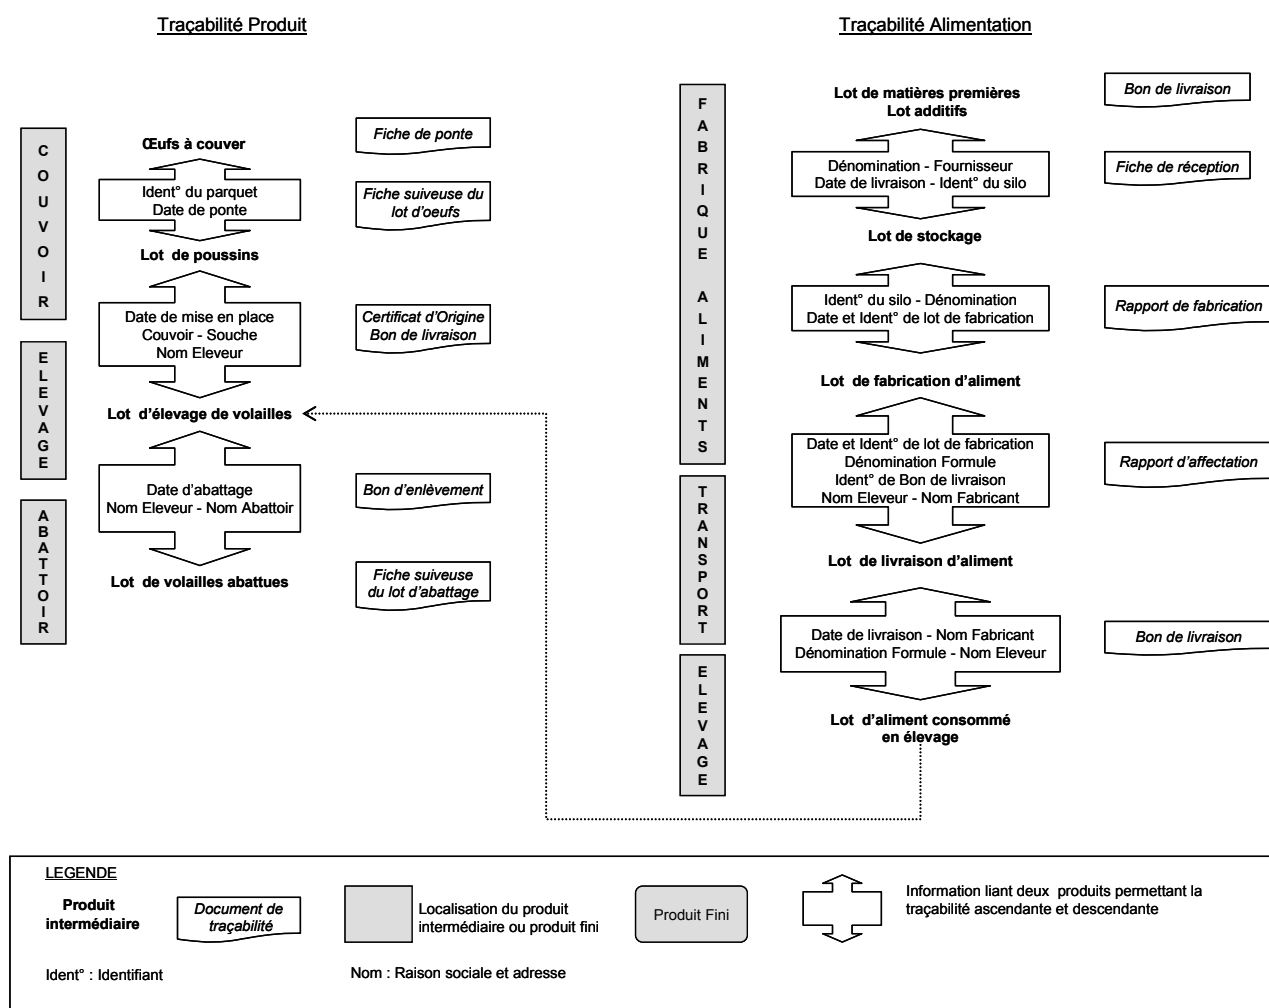 Traçabilité Produit
COUVOIR
Œufs à couver
Fiche de ponte
Ident° du parquet
Date de ponte
Fiche suiveuse du
lot d'oeufs
Lot de poussins
Date de mise en place
Couvoir - Souche
Nom Eleveur
Certificat d'Origine
Bon de livraison
ELEVAGE
Lot d'élevage de volailles
Date d'abattage
Nom Eleveur - Nom Abattoir
Bon d'enlèvement
ABATTOIR
Lot de volailles abattues
Fiche suiveuse
du lot d'abattage
Traçabilité Alimentation
FABRIQUE ALIMENTS
Lot de matières premières
Lot additifs
Bon de livraison
Dénomination - Fournisseur
Date de livraison - Ident° du silo
Fiche de réception
Lot de stockage
Ident° du silo - Dénomination
Date et Ident° de lot de fabrication
Rapport de fabrication
Lot de fabrication d'aliment
Date et Ident° de lot de fabrication
Dénomination Formule
Ident° de Bon de livraison
Nom Eleveur - Nom Fabricant
Rapport d'affectation
TRANSPORT
Lot de livraison d'aliment
Date de livraison - Nom Fabricant
Dénomination Formule - Nom Eleveur
Bon de livraison
ELEVAGE
Lot d'aliment consommé
en élevage
LEGENDE
Produit
intermédiaire
Document de
traçabilité
Localisation du produit
intermédiaire ou produit fini
Produit Fini
Information liant deux produits permettant la
traçabilité ascendante et descendante
Ident° : Identifiant
Nom : Raison sociale et adresse